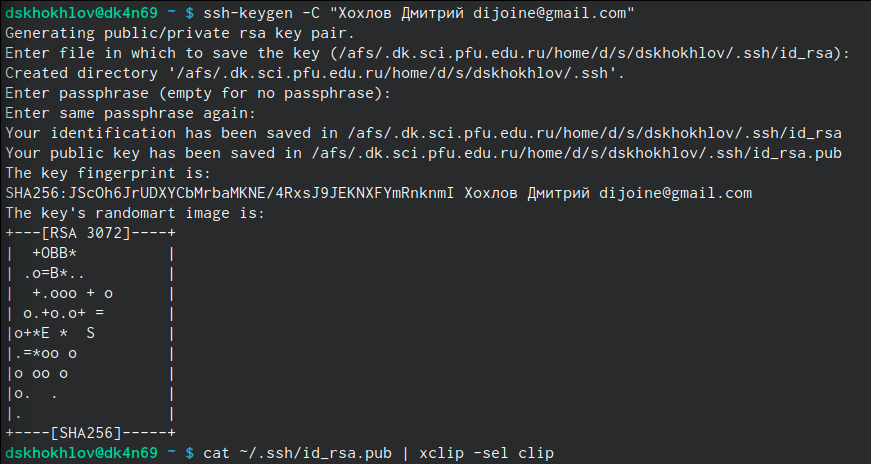 dskhokhlov@dk4n69 ~ $ ssh-keygen -C "Хохлов Дмитрий dijoine@gmail.com"
Generating public/private rsa key pair.
Enter file in which to save the key (/afs/.dk.sci.pfu.edu.ru/home/d/s/dskhokhlov/.ssh/id_rsa):
Created directory '/afs/.dk.sci.pfu.edu.ru/home/d/s/dskhokhlov/.ssh'.
Enter passphrase (empty for no passphrase):
Enter same passphrase again:
Your identification has been saved in /afs/.dk.sci.pfu.edu.ru/home/d/s/dskhokhlov/.ssh/id_rsa
Your public key has been saved in /afs/.dk.sci.pfu.edu.ru/home/d/s/dskhokhlov/.ssh/id_rsa.pub
The key fingerprint is:
SHA256:JScOh6JrUDXYCbMrbaMKNE/4RxsJ9JEKNXFYmRnknmI Хохлов Дмитрий dijoine@gmail.com
The key's randomart image is:
+---[RSA 3072]----+
|  +OBB*          |
| .o=B*..         |
|  +.ooo + o      |
| o.+o.o+ =       |
|o+*E *  S        |
|.=*oo o          |
|o oo o           |
|o.  .            |
|.                |
+----[SHA256]-----+
dskhokhlov@dk4n69 ~ $ cat ~/.ssh/id_rsa.pub | xclip -sel clip